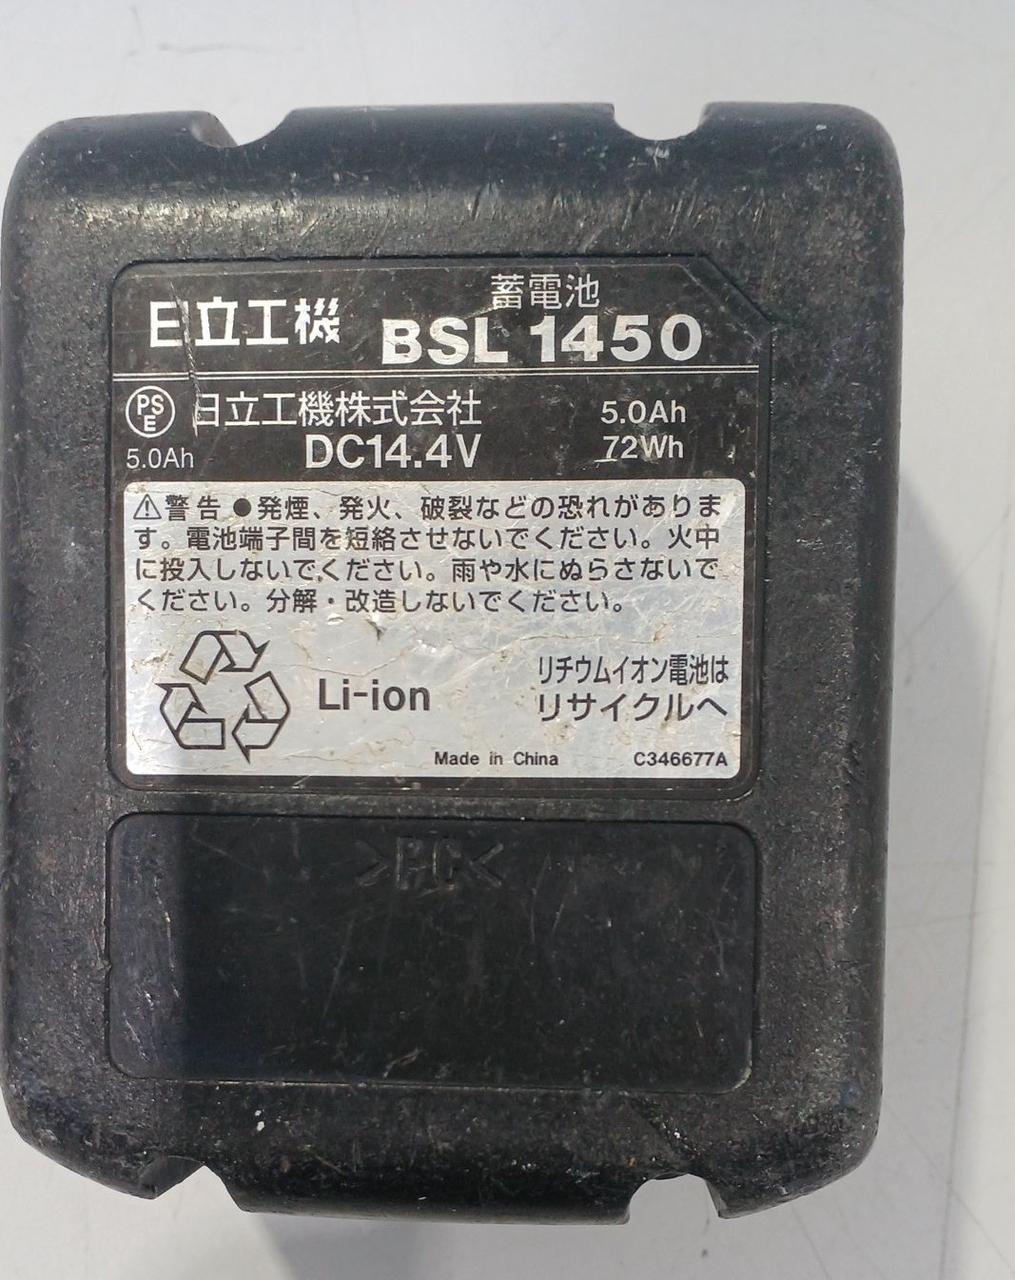 日立工機
蓄電池
BSL 1450
PS
E
日立工機株式会社
5.0Ah
5.0Ah
DC14.4V
72Wh
⚠警告 ●発煙、発火、破裂などの恐れがありま
す。電池端子間を短絡させないでください。火中
に投入しないでください。雨や水にぬらさないで
ください。分解・改造しないでください。
Li-ion
リチウムイオン電池は
リサイクルへ
Made in China
C346677A
>PC<